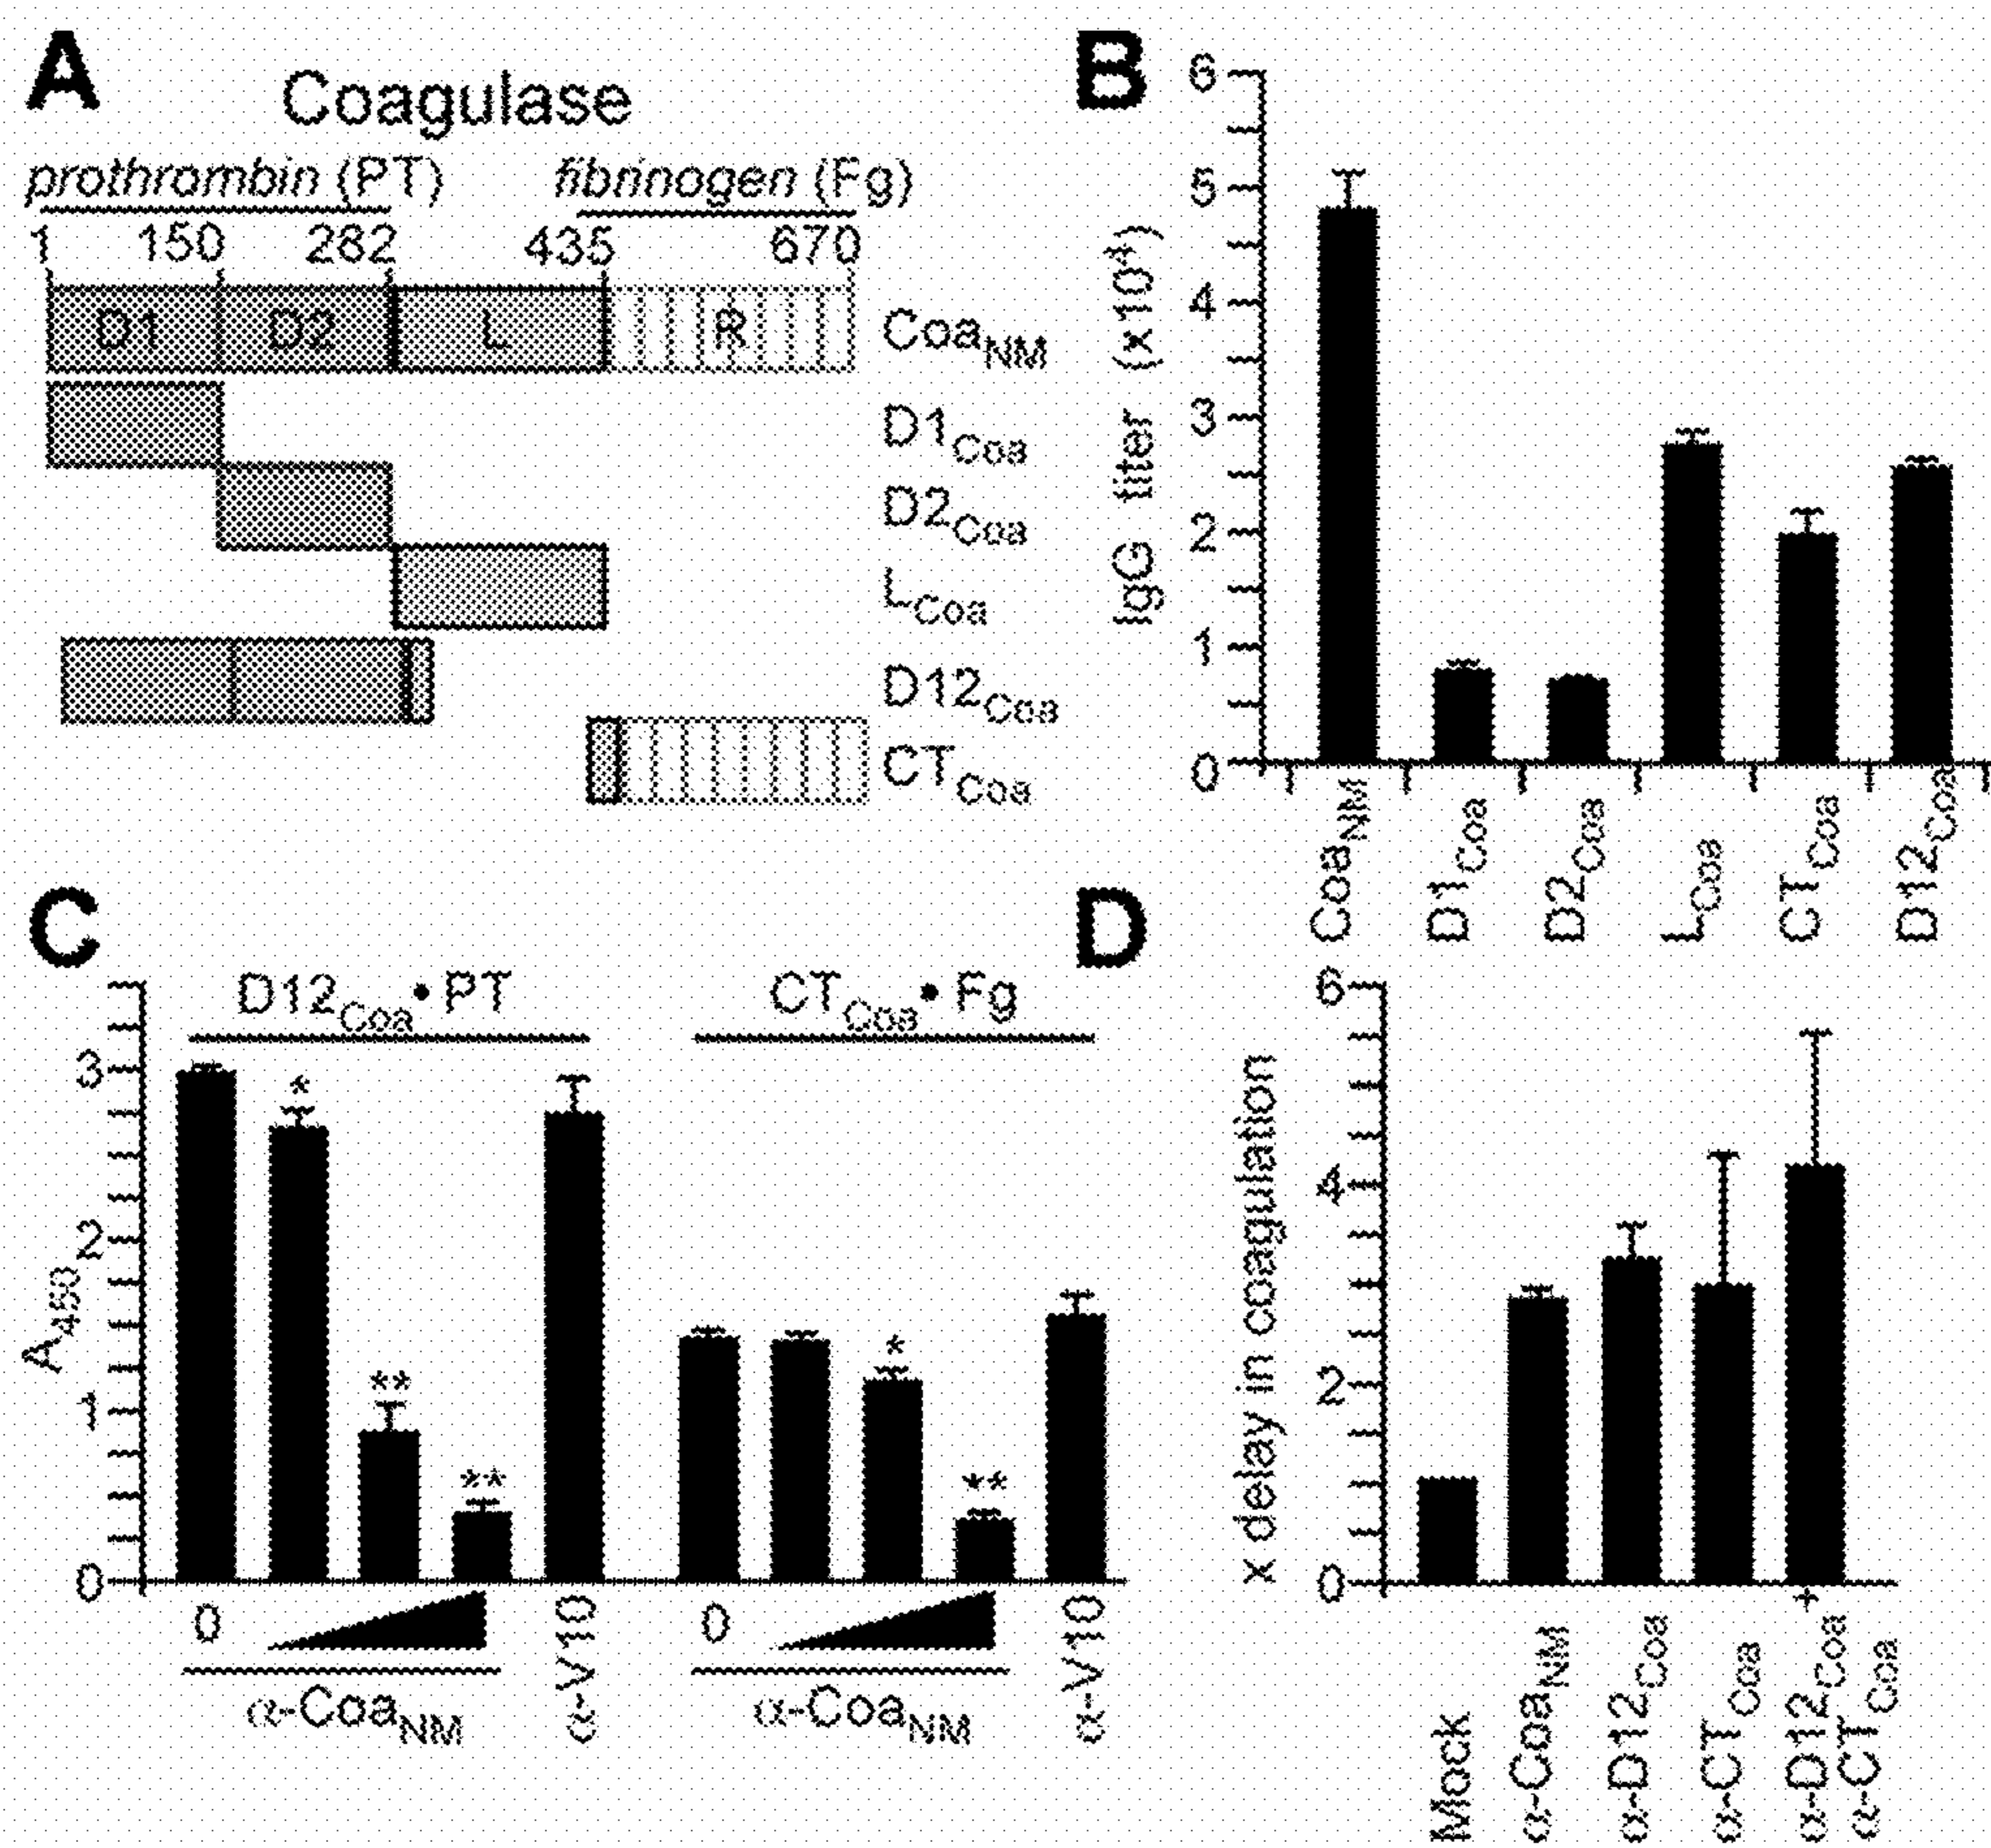 A
Coagulase
prothrombin (PT) fibrinogen (Fg)
1 150 282 435 670
D1 D2 L R CoaNM
D1Coa
D2Coa
LCoa
D12Coa
CTCoa
B
6
5
4
3
2
1
0
IgG titer (x10⁴)
CoaNM
D1Coa
D2Coa
LCoa
CTCoa
D12Coa
C
D12Coa• PT CTCoa• Fg
3
2
1
0
A450
* ** ** * **
0 α-V10 0 α-V10
α-CoaNM α-CoaNM
D
6
4
2
0
x delay in coagulation
Mock
α-CoaNM
α-D12Coa
α-CTCoa
α-D12Coa +
α-CTCoa